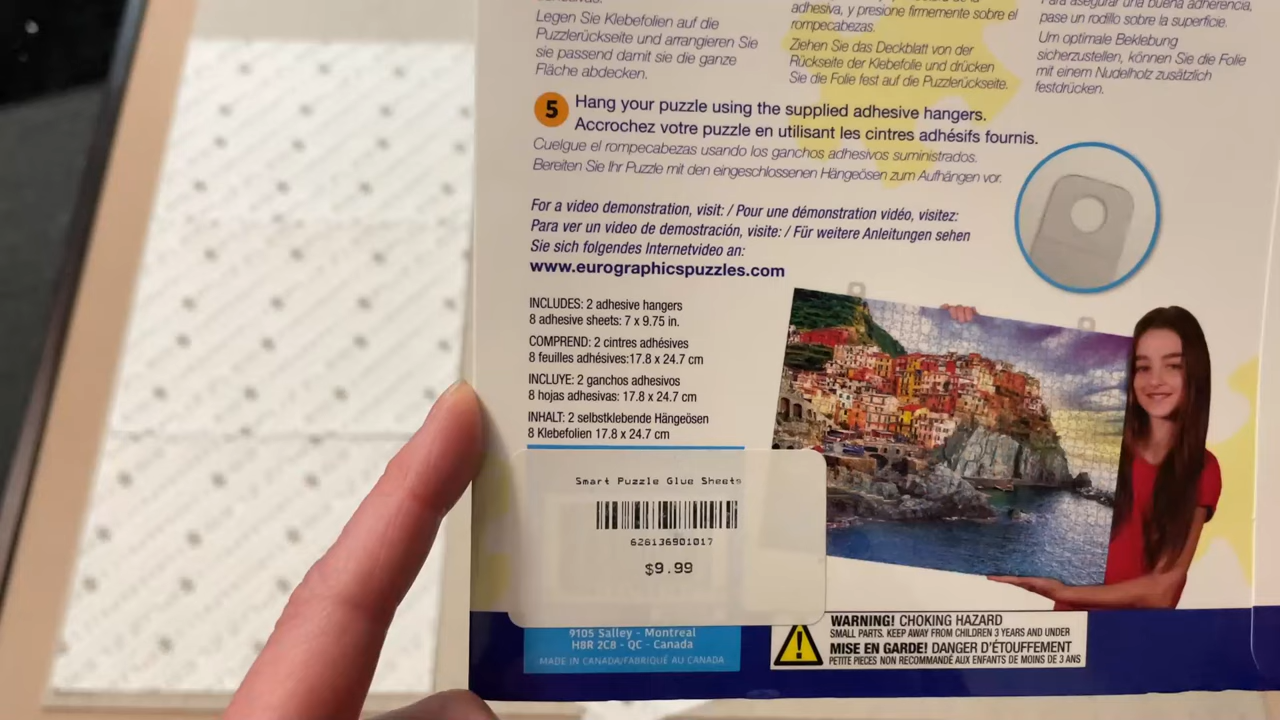 Legen Sie Klebefolien auf die
Puzzlerückseite und arrangieren Sie
sie passend damit sie die ganze
Fläche abdecken.
adhesiva, y presione firmemente sobre el
rompecabezas.
Ziehen Sie das Deckblatt von der
Rückseite der Klebefolie und drücken
Sie die Folie fest auf die Puzzlerückseite.
Para asegurar una buena adherencia,
pase un rodillo sobre la superficie.
Um optimale Beklebung
sicherzustellen, können Sie die Folie
mit einem Nudelholz zusätzlich
festdrücken.
5 Hang your puzzle using the supplied adhesive hangers.
Accrochez votre puzzle en utilisant les cintres adhésifs fournis.
Cuelgue el rompecabezas usando los ganchos adhesivos suministrados.
Bereiten Sie Ihr Puzzle mit den eingeschlossenen Hängeösen zum Aufhängen vor.
For a video demonstration, visit: / Pour une démonstration vidéo, visitez:
Para ver un video de demostración, visite: / Für weitere Anleitungen sehen
Sie sich folgendes Internetvideo an:
www.eurographicspuzzles.com
INCLUDES: 2 adhesive hangers
8 adhesive sheets: 7 x 9.75 in.
COMPREND: 2 cintres adhésives
8 feuilles adhésives:17.8 x 24.7 cm
INCLUYE: 2 ganchos adhesivos
8 hojas adhesivas: 17.8 x 24.7 cm
INHALT: 2 selbstklebende Hängeösen
8 Klebefolien 17.8 x 24.7 cm
Smart Puzzle Glue Sheets
626136901017
$9.99
9105 Salley - Montreal
H8R 2C8 - QC - Canada
MADE IN CANADA/FABRIQUÉ AU CANADA
WARNING! CHOKING HAZARD
SMALL PARTS. KEEP AWAY FROM CHILDREN 3 YEARS AND UNDER
MISE EN GARDE! DANGER D'ÉTOUFFEMENT
PETITE PIECES NON RECOMMANDÉ AUX ENFANTS DE MOINS DE 3 ANS